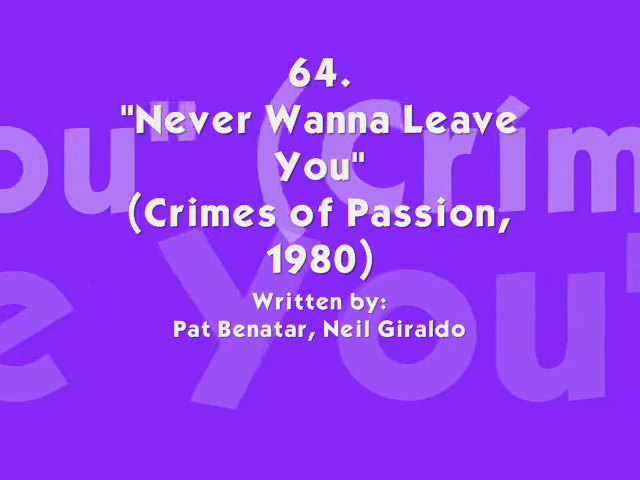 64.
"Never Wanna Leave
You"
(Crimes of Passion,
1980)
Written by:
Pat Benatar, Neil Giraldo